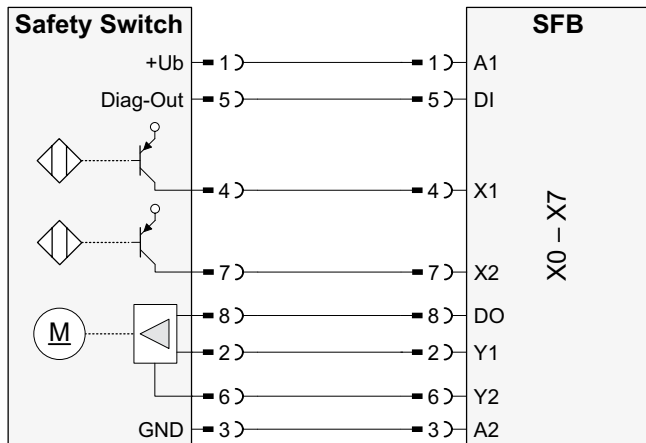 Safety Switch SFB
+Ub 1 1 A1
Diag-Out 5 5 DI
4 4 X1
X0 – X7
7 7 X2
8 8 DO
M
2 2 Y1
6 6 Y2
GND 3 3 A2